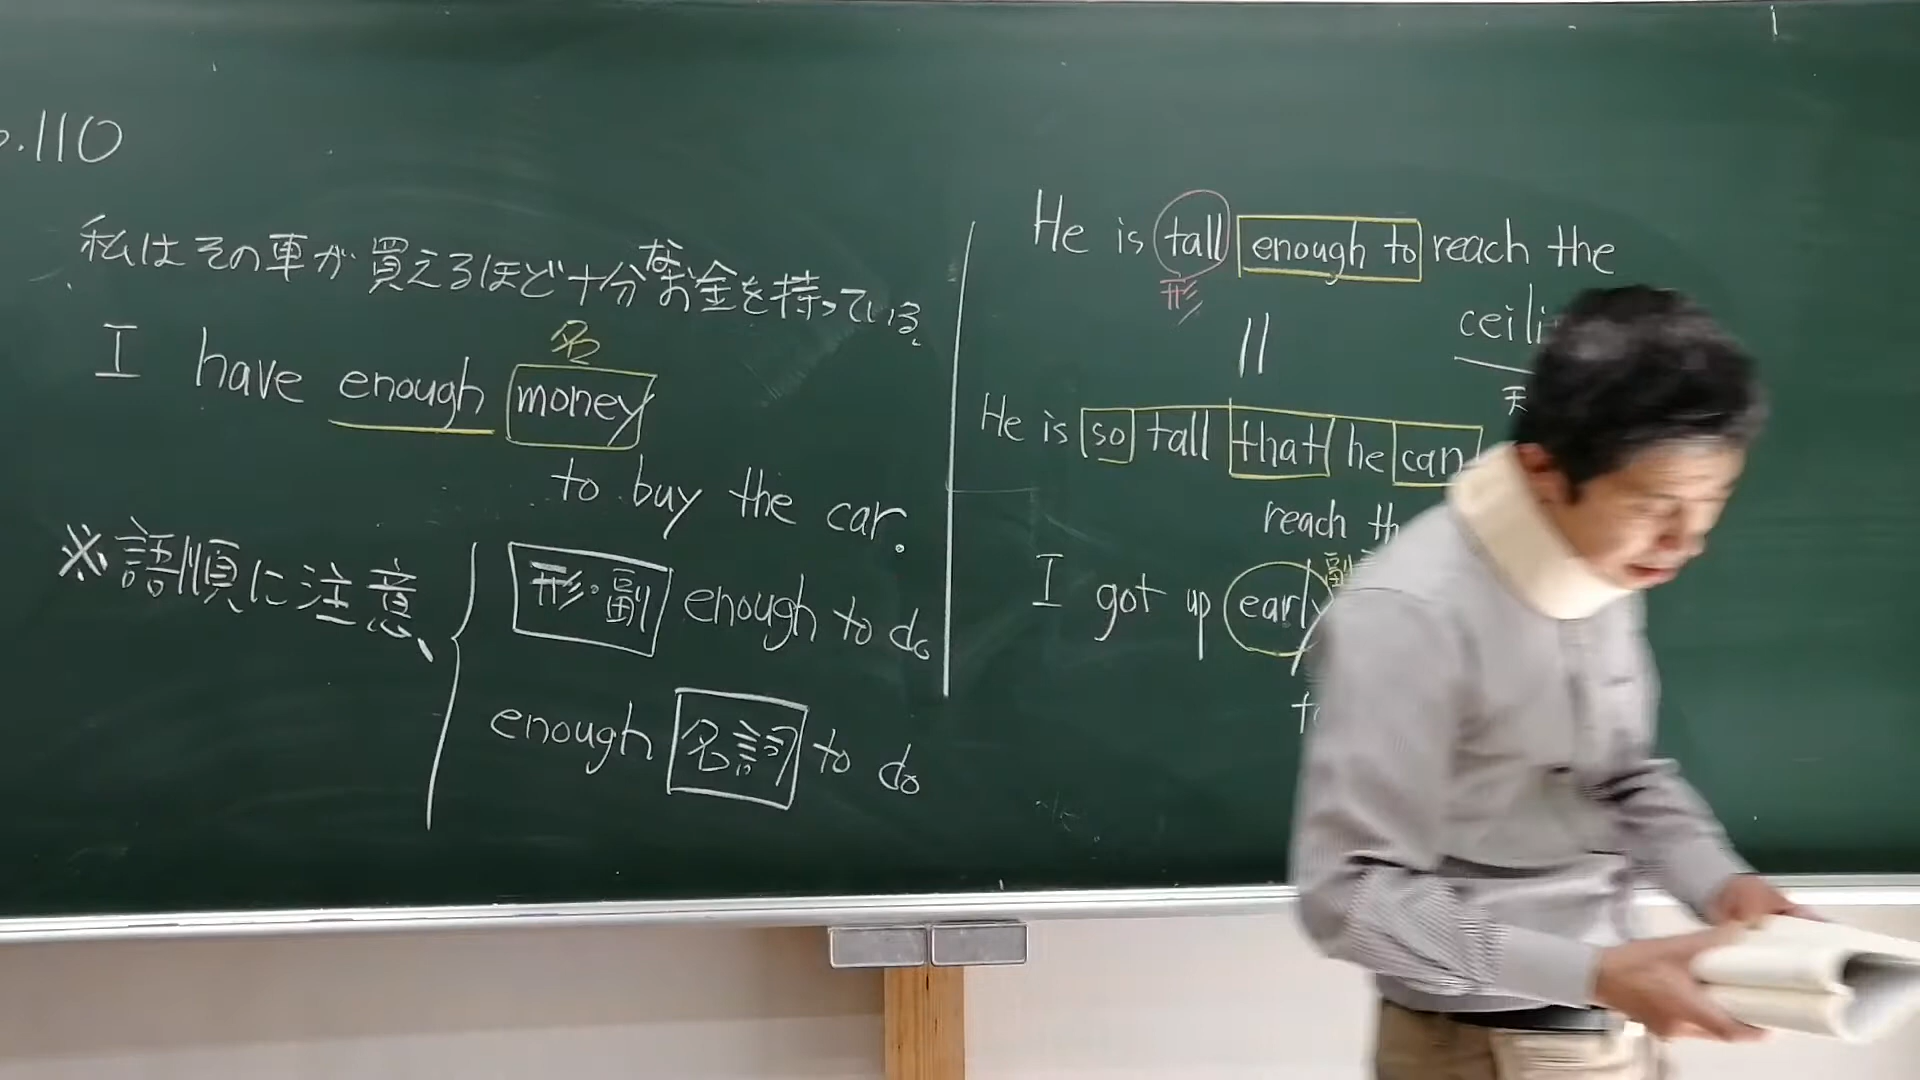 p.110
私はその車が買えるほど十分なお金を持っている。
名
I have enough money
to buy the car.
※語順に注意、
形・副 enough to do
enough 名詞 to do
He is tall enough to reach the
形
ceili
||
He is so tall that he can
reach th
副
I got up early